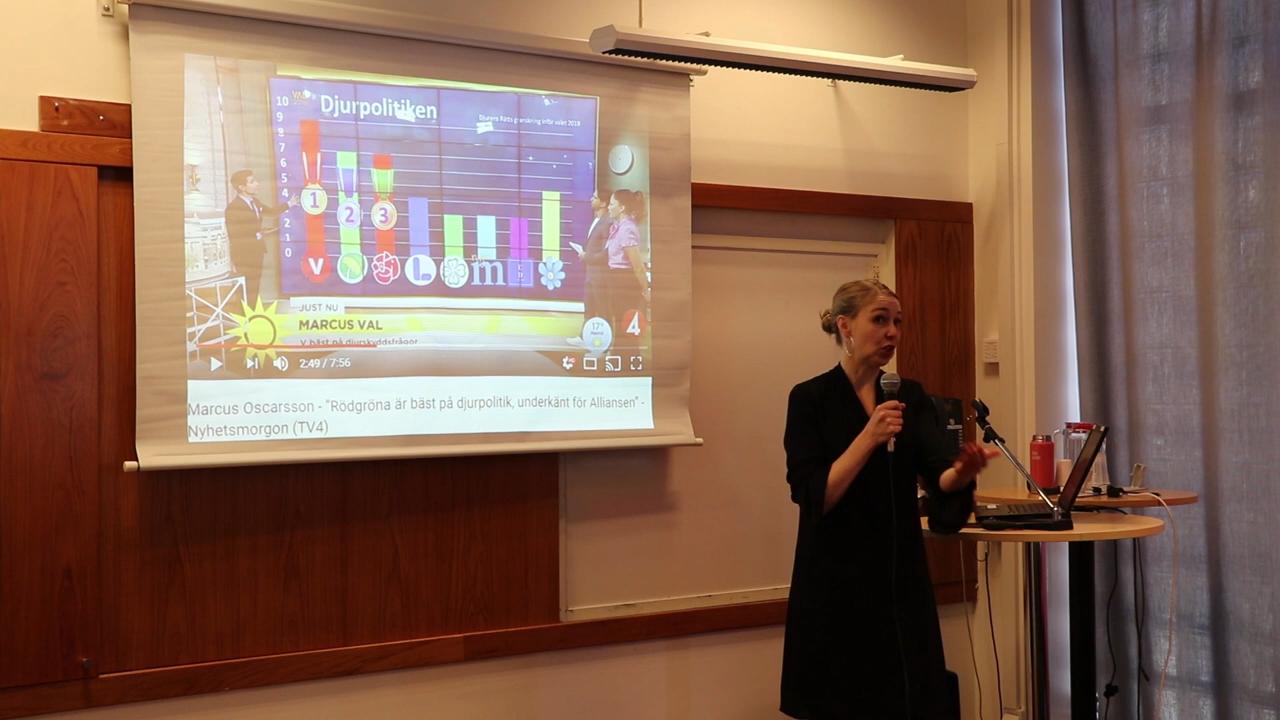 Djurpolitiken
Djurens Rätts granskning inför valet 2018
10
9
8
7
6
5
4
2
1
0
1
2
3
V
L
m
JUST NU
MARCUS VAL
V bäst på djurskyddsfrågor
17°
4
2:49 / 7:56
Marcus Oscarsson - "Rödgröna är bäst på djurpolitik, underkänt för Alliansen" -
Nyhetsmorgon (TV4)